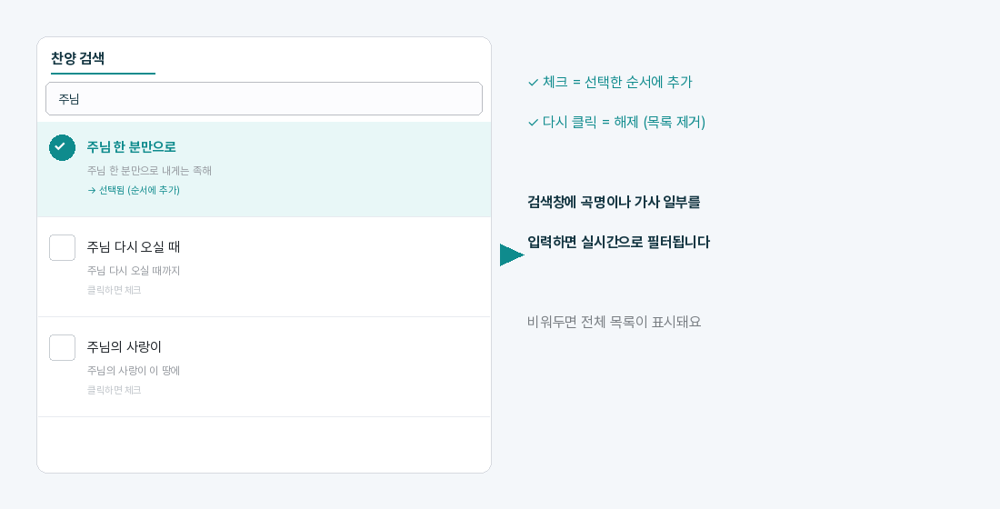 찬양 검색
주님
주님 한 분만으로
주님 한 분만으로 내게는 족해
→ 선택됨 (순서에 추가)
주님 다시 오실 때
주님 다시 오실 때까지
클릭하면 체크
주님의 사랑이
주님의 사랑이 이 땅에
클릭하면 체크
✓ 체크 = 선택한 순서에 추가
✓ 다시 클릭 = 해제 (목록 제거)
검색창에 곡명이나 가사 일부를
입력하면 실시간으로 필터됩니다
비워두면 전체 목록이 표시돼요